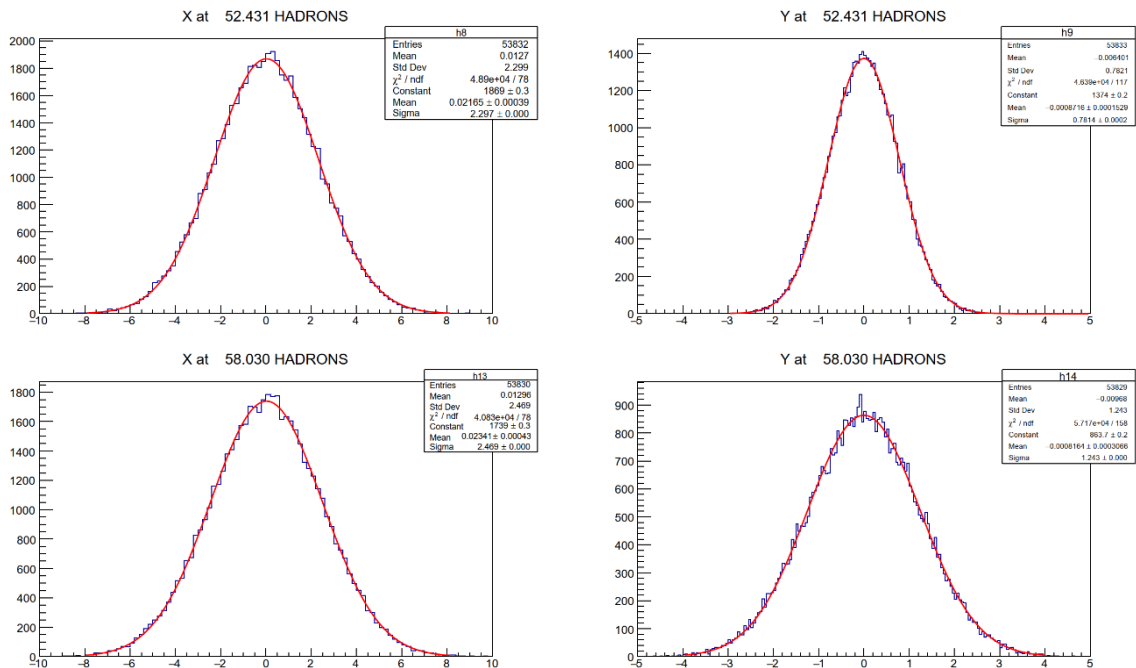 X at 52.431 HADRONS
h8
Entries 53832
Mean 0.0127
Std Dev 2.299
χ² / ndf 4.89e+04 / 78
Constant 1869 ± 0.3
Mean 0.02165 ± 0.00039
Sigma 2.297 ± 0.000
2000
1800
1600
1400
1200
1000
800
600
400
200
0
−10 −8 −6 −4 −2 0 2 4 6 8 10
Y at 52.431 HADRONS
h9
Entries 53833
Mean −0.006401
Std Dev 0.7821
χ² / ndf 4.639e+04 / 117
Constant 1374 ± 0.2
Mean −0.0008716 ± 0.0001529
Sigma 0.7814 ± 0.0002
1400
1200
1000
800
600
400
200
0
−5 −4 −3 −2 −1 0 1 2 3 4 5
X at 58.030 HADRONS
h13
Entries 53830
Mean 0.01296
Std Dev 2.469
χ² / ndf 4.083e+04 / 78
Constant 1739 ± 0.3
Mean 0.02341 ± 0.00043
Sigma 2.469 ± 0.000
1800
1600
1400
1200
1000
800
600
400
200
0
−10 −8 −6 −4 −2 0 2 4 6 8 10
Y at 58.030 HADRONS
h14
Entries 53829
Mean −0.00968
Std Dev 1.243
χ² / ndf 5.717e+04 / 158
Constant 863.7 ± 0.2
Mean −0.0008164 ± 0.0003066
Sigma 1.243 ± 0.000
900
800
700
600
500
400
300
200
100
0
−5 −4 −3 −2 −1 0 1 2 3 4 5